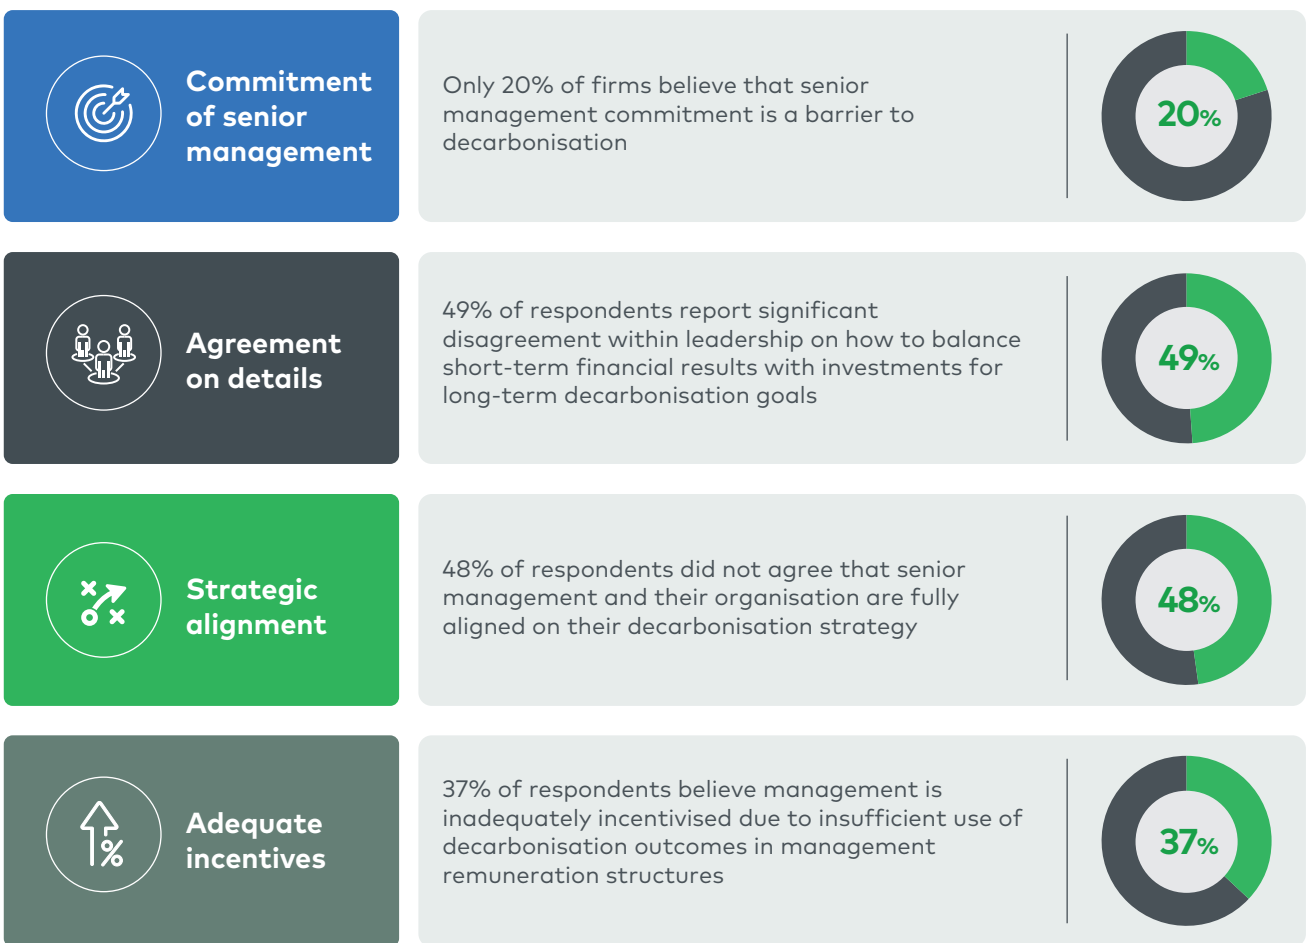 Commitment
of senior
management
Only 20% of firms believe that senior
management commitment is a barrier to
decarbonisation
20%
Agreement
on details
49% of respondents report significant
disagreement within leadership on how to balance
short-term financial results with investments for
long-term decarbonisation goals
49%
Strategic
alignment
48% of respondents did not agree that senior
management and their organisation are fully
aligned on their decarbonisation strategy
48%
Adequate
incentives
37% of respondents believe management is
inadequately incentivised due to insufficient use of
decarbonisation outcomes in management
remuneration structures
37%